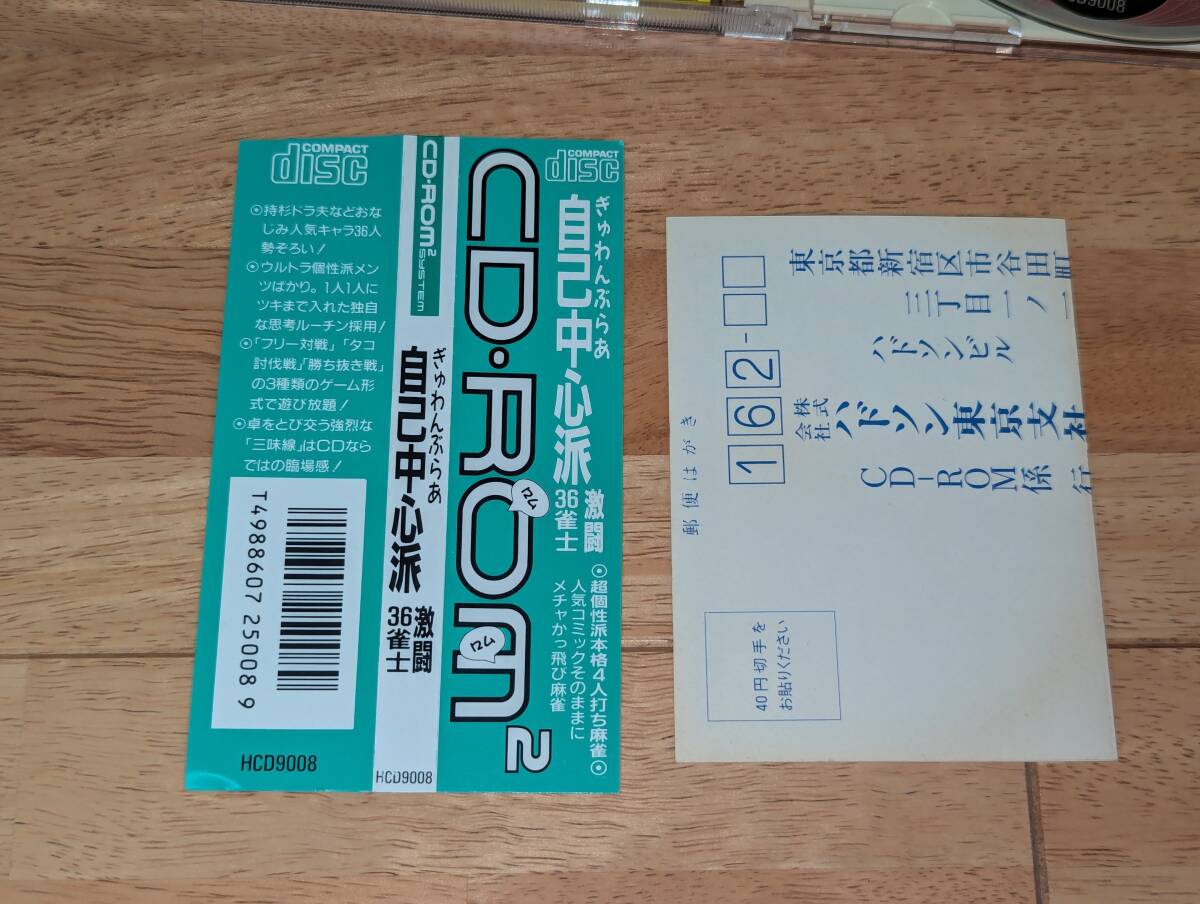 HCD9008
COMPACT
disc
⦿持杉ドラ夫などおな
じみ人気キャラ36人
勢ぞろい!
⦿ウルトラ個性派メン
ツばかり。1人1人に
ツキまで入れた独自
な思考ルーチン採用!
⦿「フリー対戦」「タコ
討伐戦」「勝ち抜き戦」
の3種類のゲーム形
式で遊び放題!
⦿卓をとび交う強烈な
「三味線」はCDなら
ではの臨場感!
T4988607 25008 9
HCD9008
CD・ROM2
SYSTEM
ぎゅわんぶらあ
自己中心派
激闘
36雀士
HCD9008
CD・ROM2
ロム
ロム
COMPACT
disc
ぎゅわんぶらあ
自己中心派
激闘
36雀士
⦿超個性派本格4人打ち麻雀⦿
人気コミックそのままに
メチャかっ飛び麻雀
162-
東京都新宿区市谷田町
三丁目一ノ一
ハドソンビル
株式
会社
ハドソン東京支社
CD-ROM係 行
郵便はがき
40円切手を
お貼りください